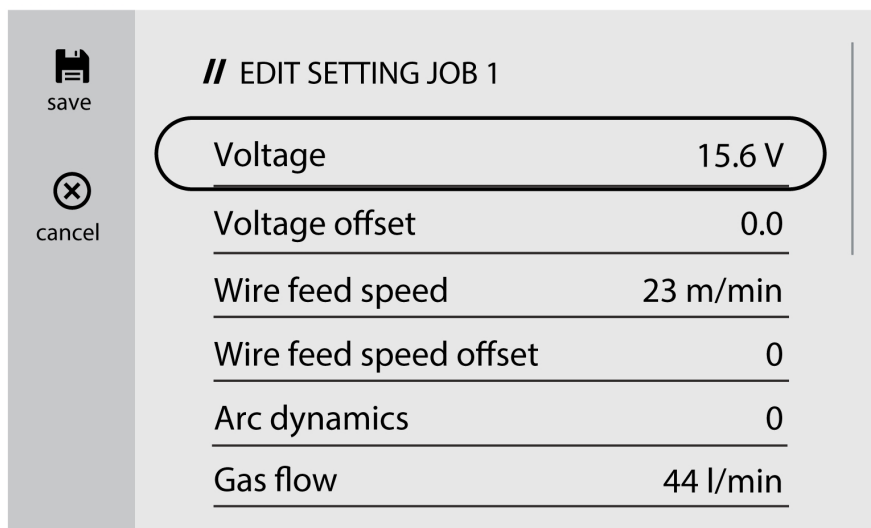 save
cancel
// EDIT SETTING JOB 1
Voltage 15.6 V
Voltage offset 0.0
Wire feed speed 23 m/min
Wire feed speed offset 0
Arc dynamics 0
Gas flow 44 l/min